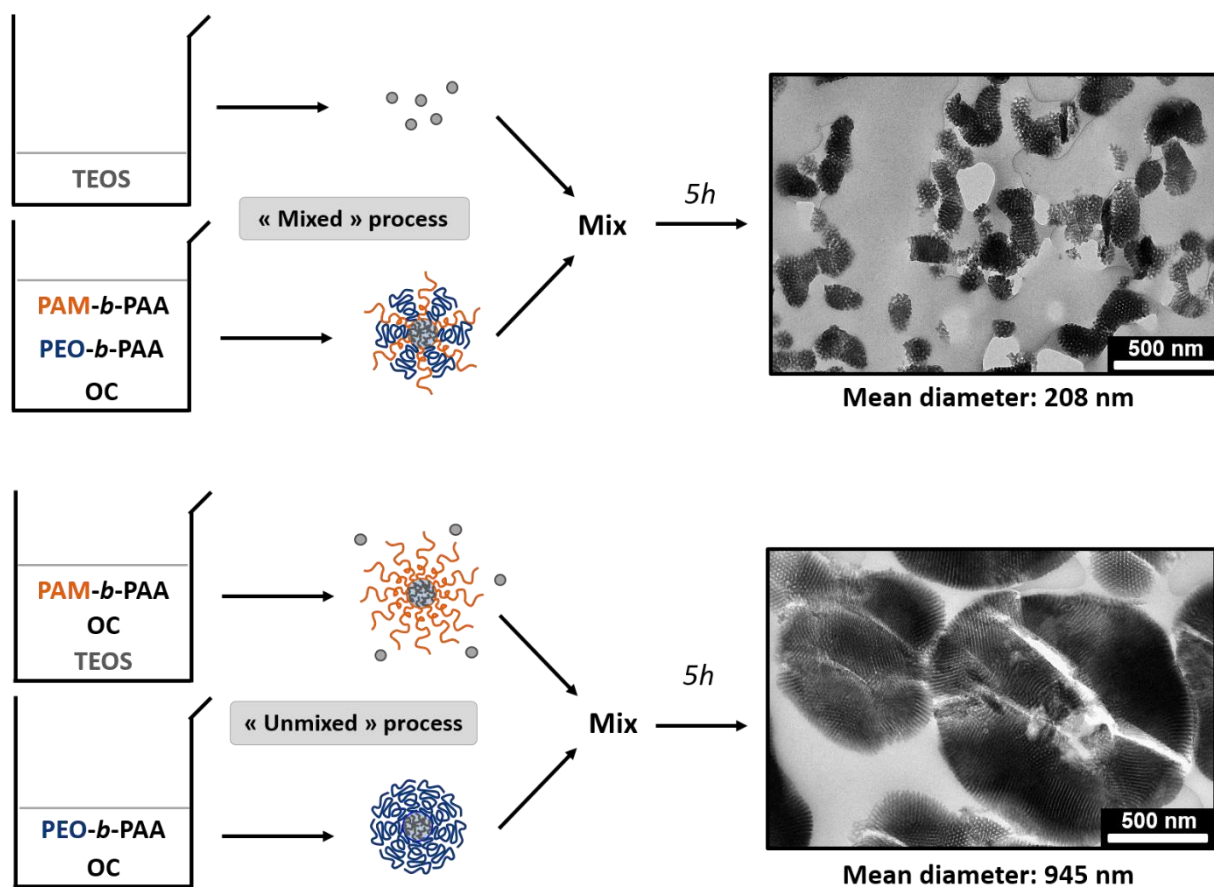 TEOS
« Mixed » process
PAM-b-PAA
PEO-b-PAA
OC
Mix
5h
500 nm
Mean diameter: 208 nm
PAM-b-PAA
OC
TEOS
« Unmixed » process
PEO-b-PAA
OC
Mix
5h
500 nm
Mean diameter: 945 nm